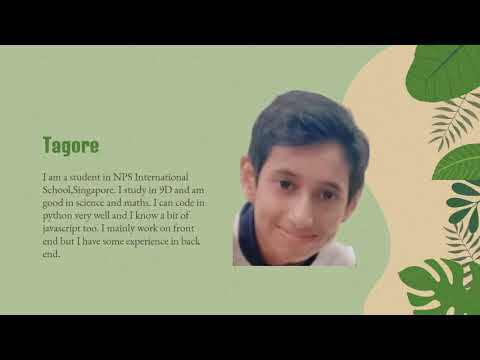 Tagore
I am a student in NPS International
School,Singapore. I study in 9D and am
good in science and maths. I can code in
python very well and I know a bit of
javascript too. I mainly work on front
end but I have some experience in back
end.